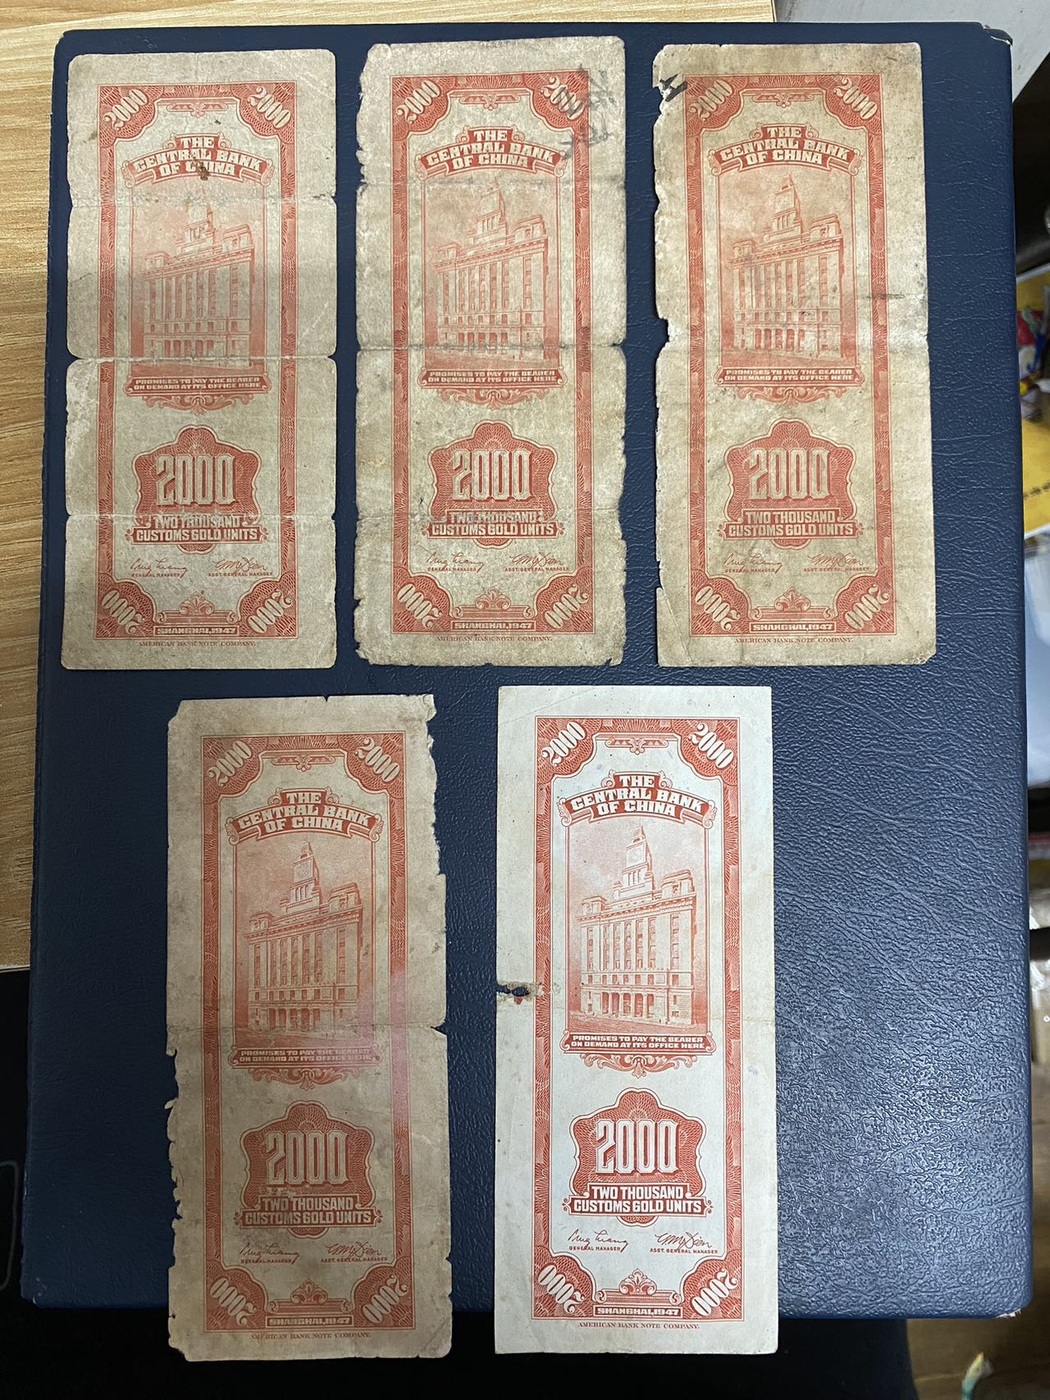 2000 2000
THE
CENTRAL BANK
OF CHINA
PROMISES TO PAY THE BEARER
ON DEMAND AT ITS OFFICE HERE
2000
TWO THOUSAND
CUSTOMS GOLD UNITS
GENERAL MANAGER ASST. GENERAL MANAGER
2000 2000
SHANGHAI, 1947
AMERICAN BANK NOTE COMPANY.
2000 2000
THE
CENTRAL BANK
OF CHINA
PROMISES TO PAY THE BEARER
ON DEMAND AT ITS OFFICE HERE
2000
TWO THOUSAND
CUSTOMS GOLD UNITS
GENERAL MANAGER ASST. GENERAL MANAGER
2000 2000
SHANGHAI, 1947
AMERICAN BANK NOTE COMPANY.
2000 2000
THE
CENTRAL BANK
OF CHINA
PROMISES TO PAY THE BEARER
ON DEMAND AT ITS OFFICE HERE
2000
TWO THOUSAND
CUSTOMS GOLD UNITS
GENERAL MANAGER ASST. GENERAL MANAGER
2000 2000
SHANGHAI, 1947
AMERICAN BANK NOTE COMPANY.
2000 2000
THE
CENTRAL BANK
OF CHINA
PROMISES TO PAY THE BEARER
ON DEMAND AT ITS OFFICE HERE
2000
TWO THOUSAND
CUSTOMS GOLD UNITS
GENERAL MANAGER ASST. GENERAL MANAGER
2000 2000
SHANGHAI, 1947
AMERICAN BANK NOTE COMPANY.
2000 2000
THE
CENTRAL BANK
OF CHINA
PROMISES TO PAY THE BEARER
ON DEMAND AT ITS OFFICE HERE
2000
TWO THOUSAND
CUSTOMS GOLD UNITS
GENERAL MANAGER ASST. GENERAL MANAGER
2000 2000
SHANGHAI, 1947
AMERICAN BANK NOTE COMPANY.